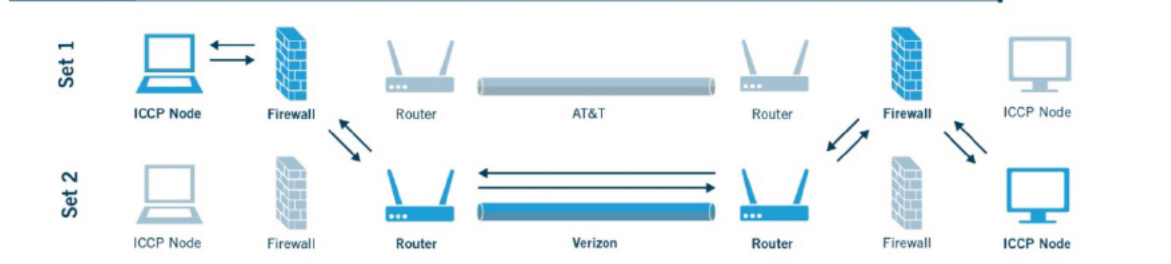 Set 1
ICCP Node
Firewall
Router
AT&T
Router
Firewall
ICCP Node
Set 2
ICCP Node
Firewall
Router
Verizon
Router
Firewall
ICCP Node